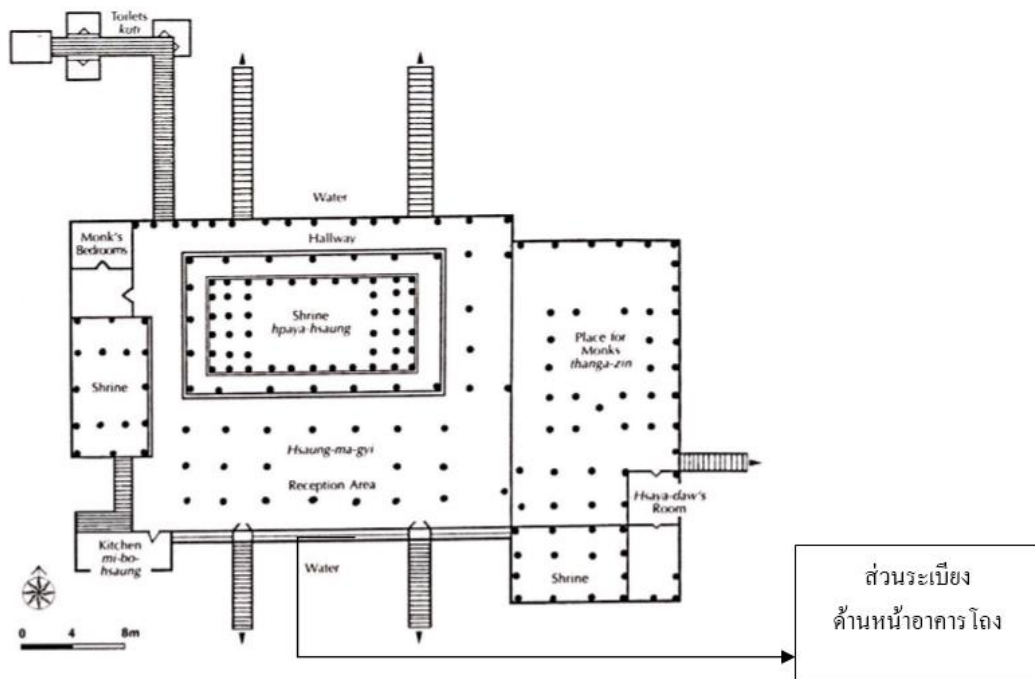 Toilets
kuti
Water
Hallway
Monk's
Bedrooms
Shrine
hpaya-hsaung
Place for
Monks
thanga-zin
Shrine
Hsaung-ma-gyi
Reception Area
Hsaya-daw's
Room
Kitchen
mi-bo-
hsaung
Water
Shrine
0 4 8m
ส่วนระเบียง
ด้านหน้าอาคารโถง